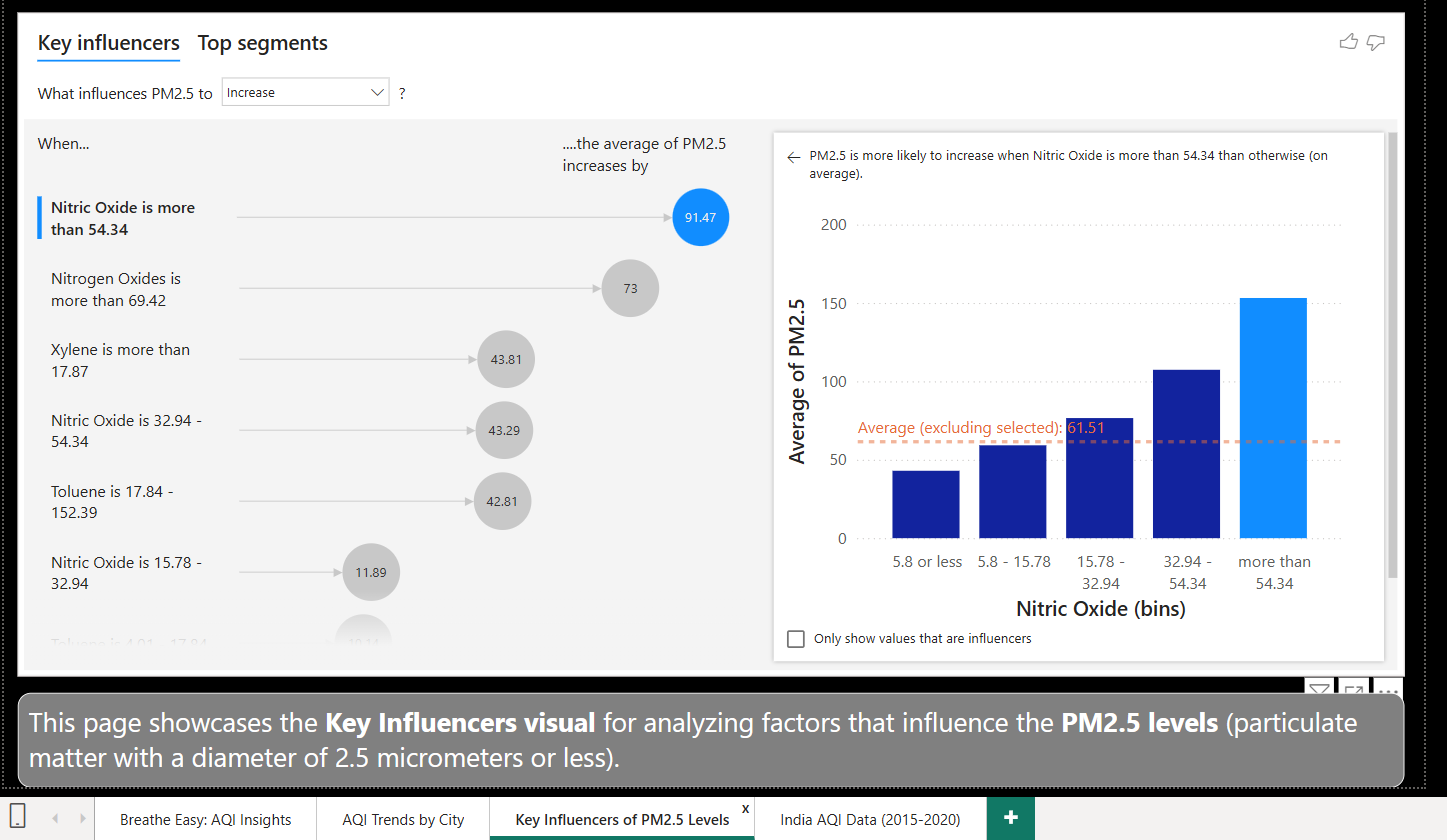 Key influencers Top segments
What influences PM2.5 to Increase ?
When...
....the average of PM2.5
increases by
Nitric Oxide is more
than 54.34
91.47
Nitrogen Oxides is
more than 69.42
73
Xylene is more than
17.87
43.81
Nitric Oxide is 32.94 -
54.34
43.29
Toluene is 17.84 -
152.39
42.81
Nitric Oxide is 15.78 -
32.94
11.89
PM2.5 is more likely to increase when Nitric Oxide is more than 54.34 than otherwise (on
average).
200
150
100
50
0
Average of PM2.5
Average (excluding selected): 61.51
5.8 or less
5.8 - 15.78
15.78 -
32.94
32.94 -
54.34
more than
54.34
Nitric Oxide (bins)
Only show values that are influencers
This page showcases the Key Influencers visual for analyzing factors that influence the PM2.5 levels (particulate
matter with a diameter of 2.5 micrometers or less).
Breathe Easy: AQI Insights
AQI Trends by City
Key Influencers of PM2.5 Levels x
India AQI Data (2015-2020)
+